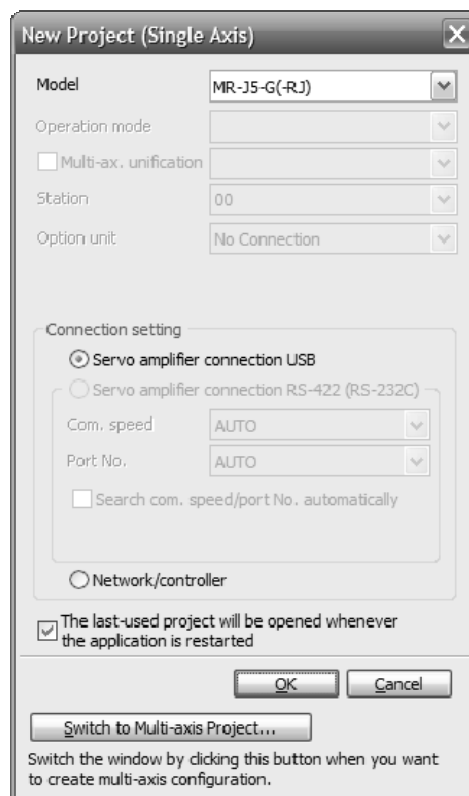 New Project (Single Axis)
Model
MR-J5-G(-RJ)
Operation mode
Multi-ax. unification
Station
00
Option unit
No Connection
Connection setting
Servo amplifier connection USB
Servo amplifier connection RS-422 (RS-232C)
Com. speed
AUTO
Port No.
AUTO
Search com. speed/port No. automatically
Network/controller
The last-used project will be opened whenever
the application is restarted
OK
Cancel
Switch to Multi-axis Project...
Switch the window by clicking this button when you want
to create multi-axis configuration.